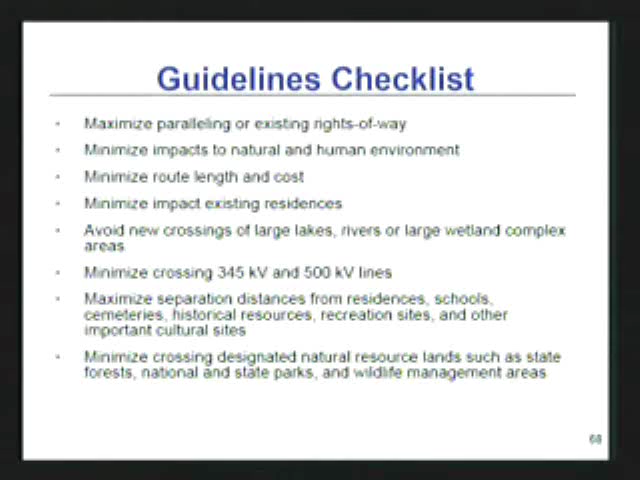 Guidelines Checklist
• Maximize paralleling or existing rights-of-way
• Minimize impacts to natural and human environment
• Minimize route length and cost
• Minimize impact existing residences
• Avoid new crossings of large lakes, rivers or large wetland complex
areas
• Minimize crossing 345 kV and 500 kV lines
• Maximize separation distances from residences, schools,
cemeteries, historical resources, recreation sites, and other
important cultural sites
• Minimize crossing designated natural resource lands such as state
forests, national and state parks, and wildlife management areas
68